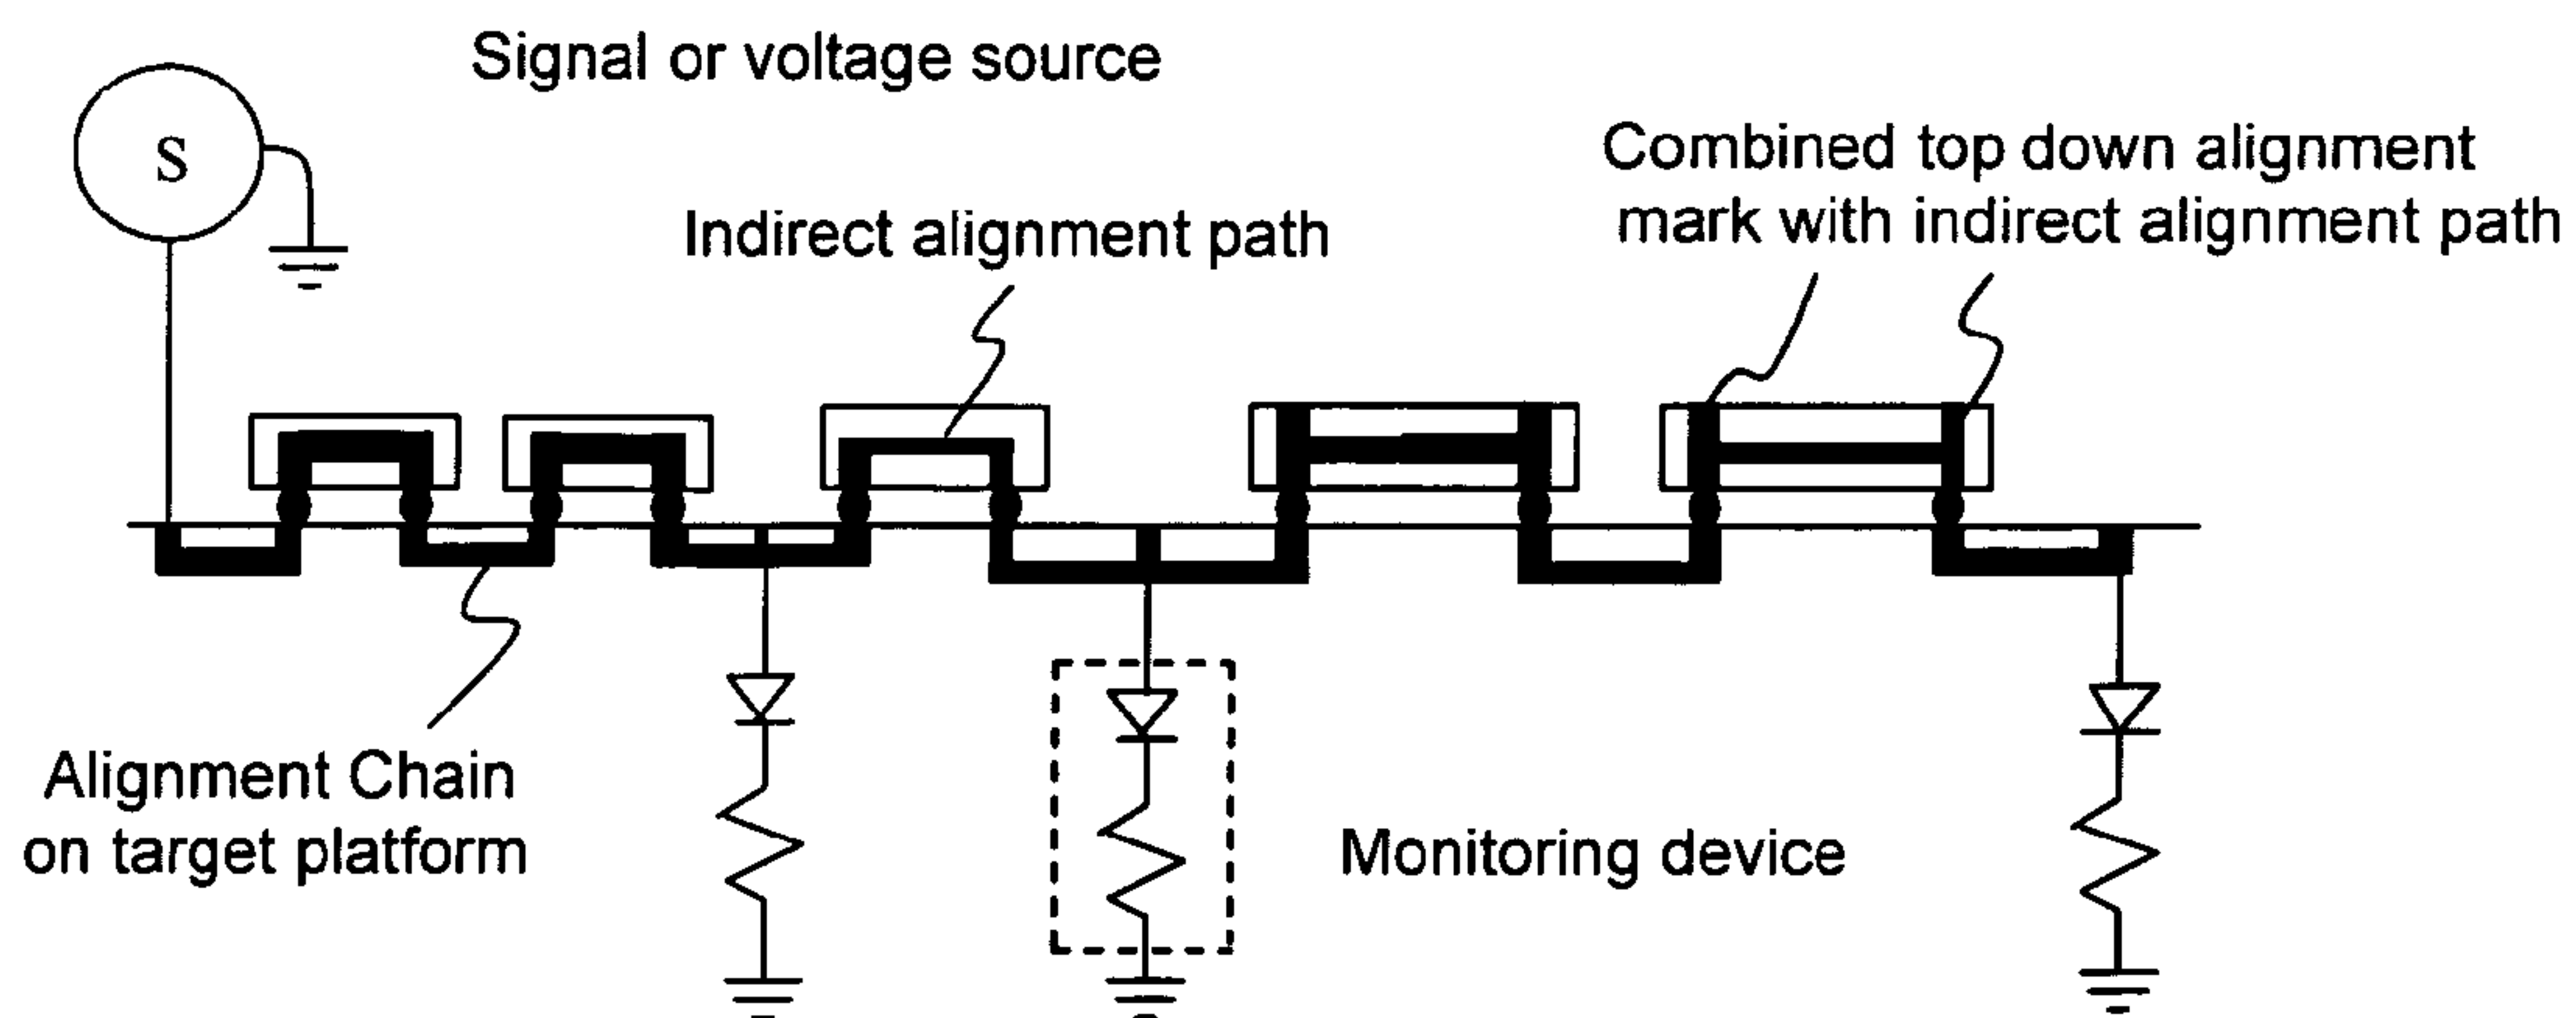 Signal or voltage source
S
Combined top down alignment
mark with indirect alignment path
Indirect alignment path
Alignment Chain
on target platform
Monitoring device